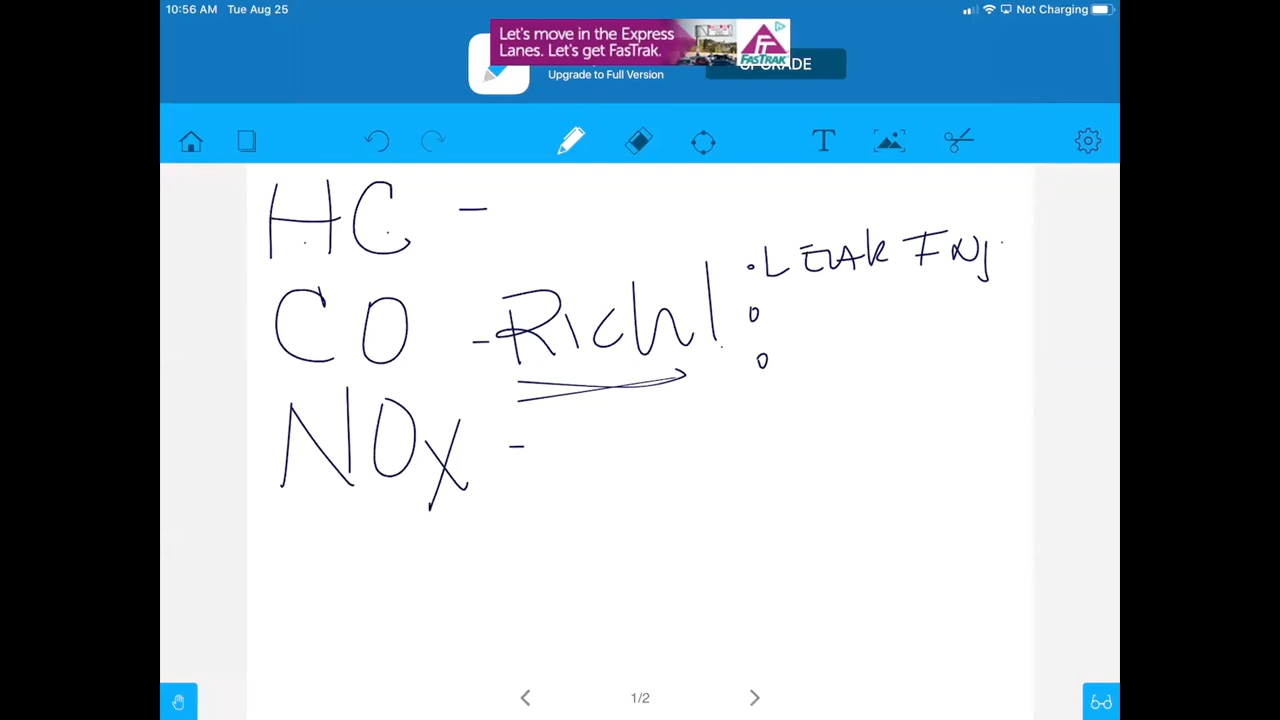 10:56 AM Tue Aug 25
Not Charging
Let's move in the Express
Lanes. Let's get FasTrak.
FASTRAK
Upgrade to Full Version
HC -
• LEAK INJ
CO - Rich!
NOx -
1/2